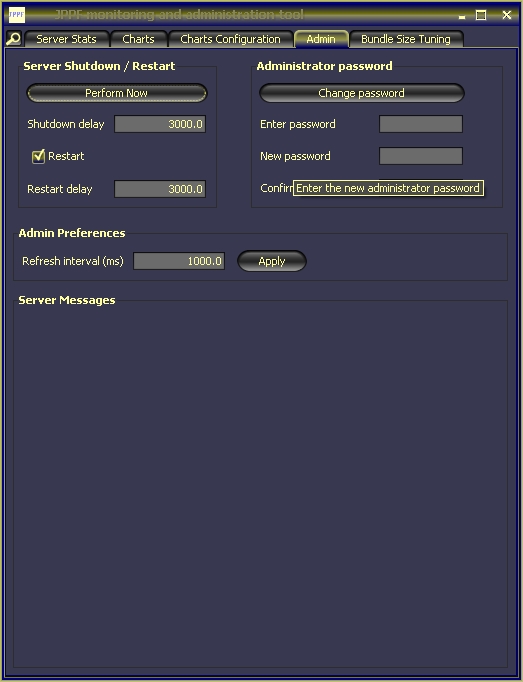 JPPF JPPF-monitoring-and-administration-tool
Server Stats Charts Charts Configuration Admin Bundle Size Tuning
Server Shutdown / Restart
Perform Now
Shutdown delay 3000.0
Restart
Restart delay 3000.0
Administrator password
Change password
Enter password
New password
Enter the new administrator password
Admin Preferences
Refresh interval (ms) 1000.0 Apply
Server Messages